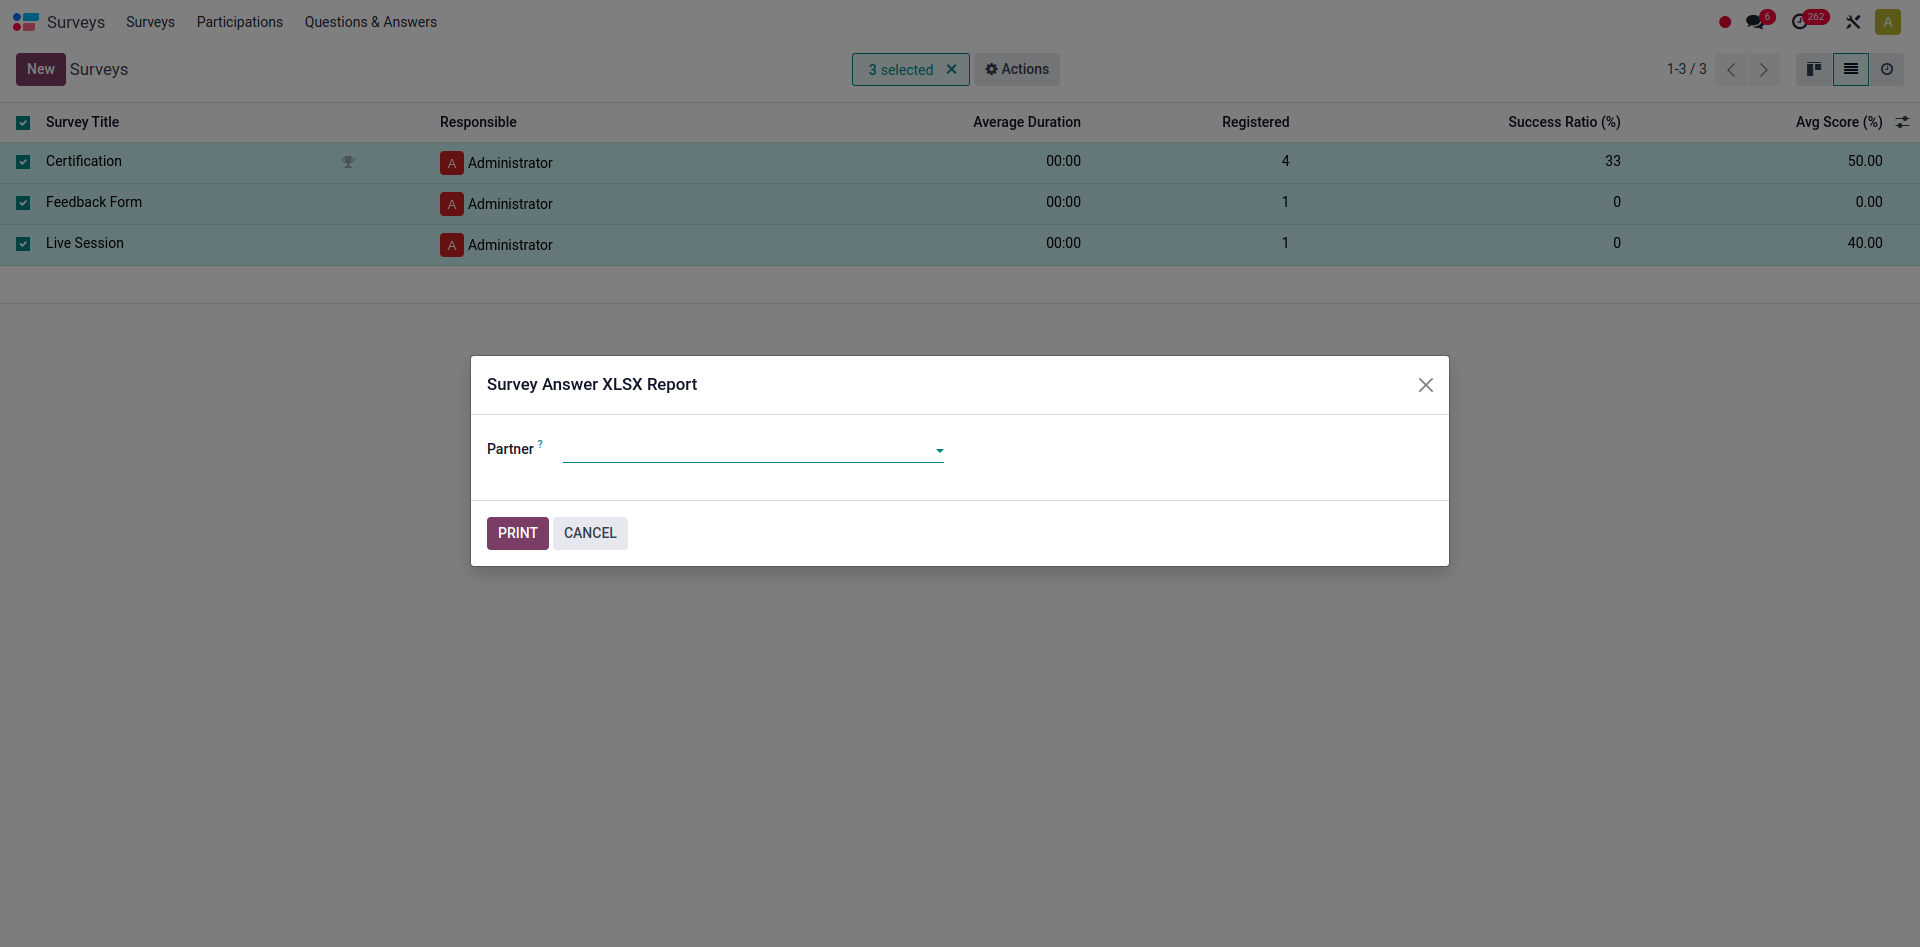 Surveys Surveys Participations Questions & Answers 6 262 A
New Surveys 3 selected Actions 1-3 / 3
Survey Title Responsible Average Duration Registered Success Ratio (%) Avg Score (%)
Certification A Administrator 00:00 4 33 50.00
Feedback Form A Administrator 00:00 1 0 0.00
Live Session A Administrator 00:00 1 0 40.00
Survey Answer XLSX Report
Partner ?
PRINT CANCEL